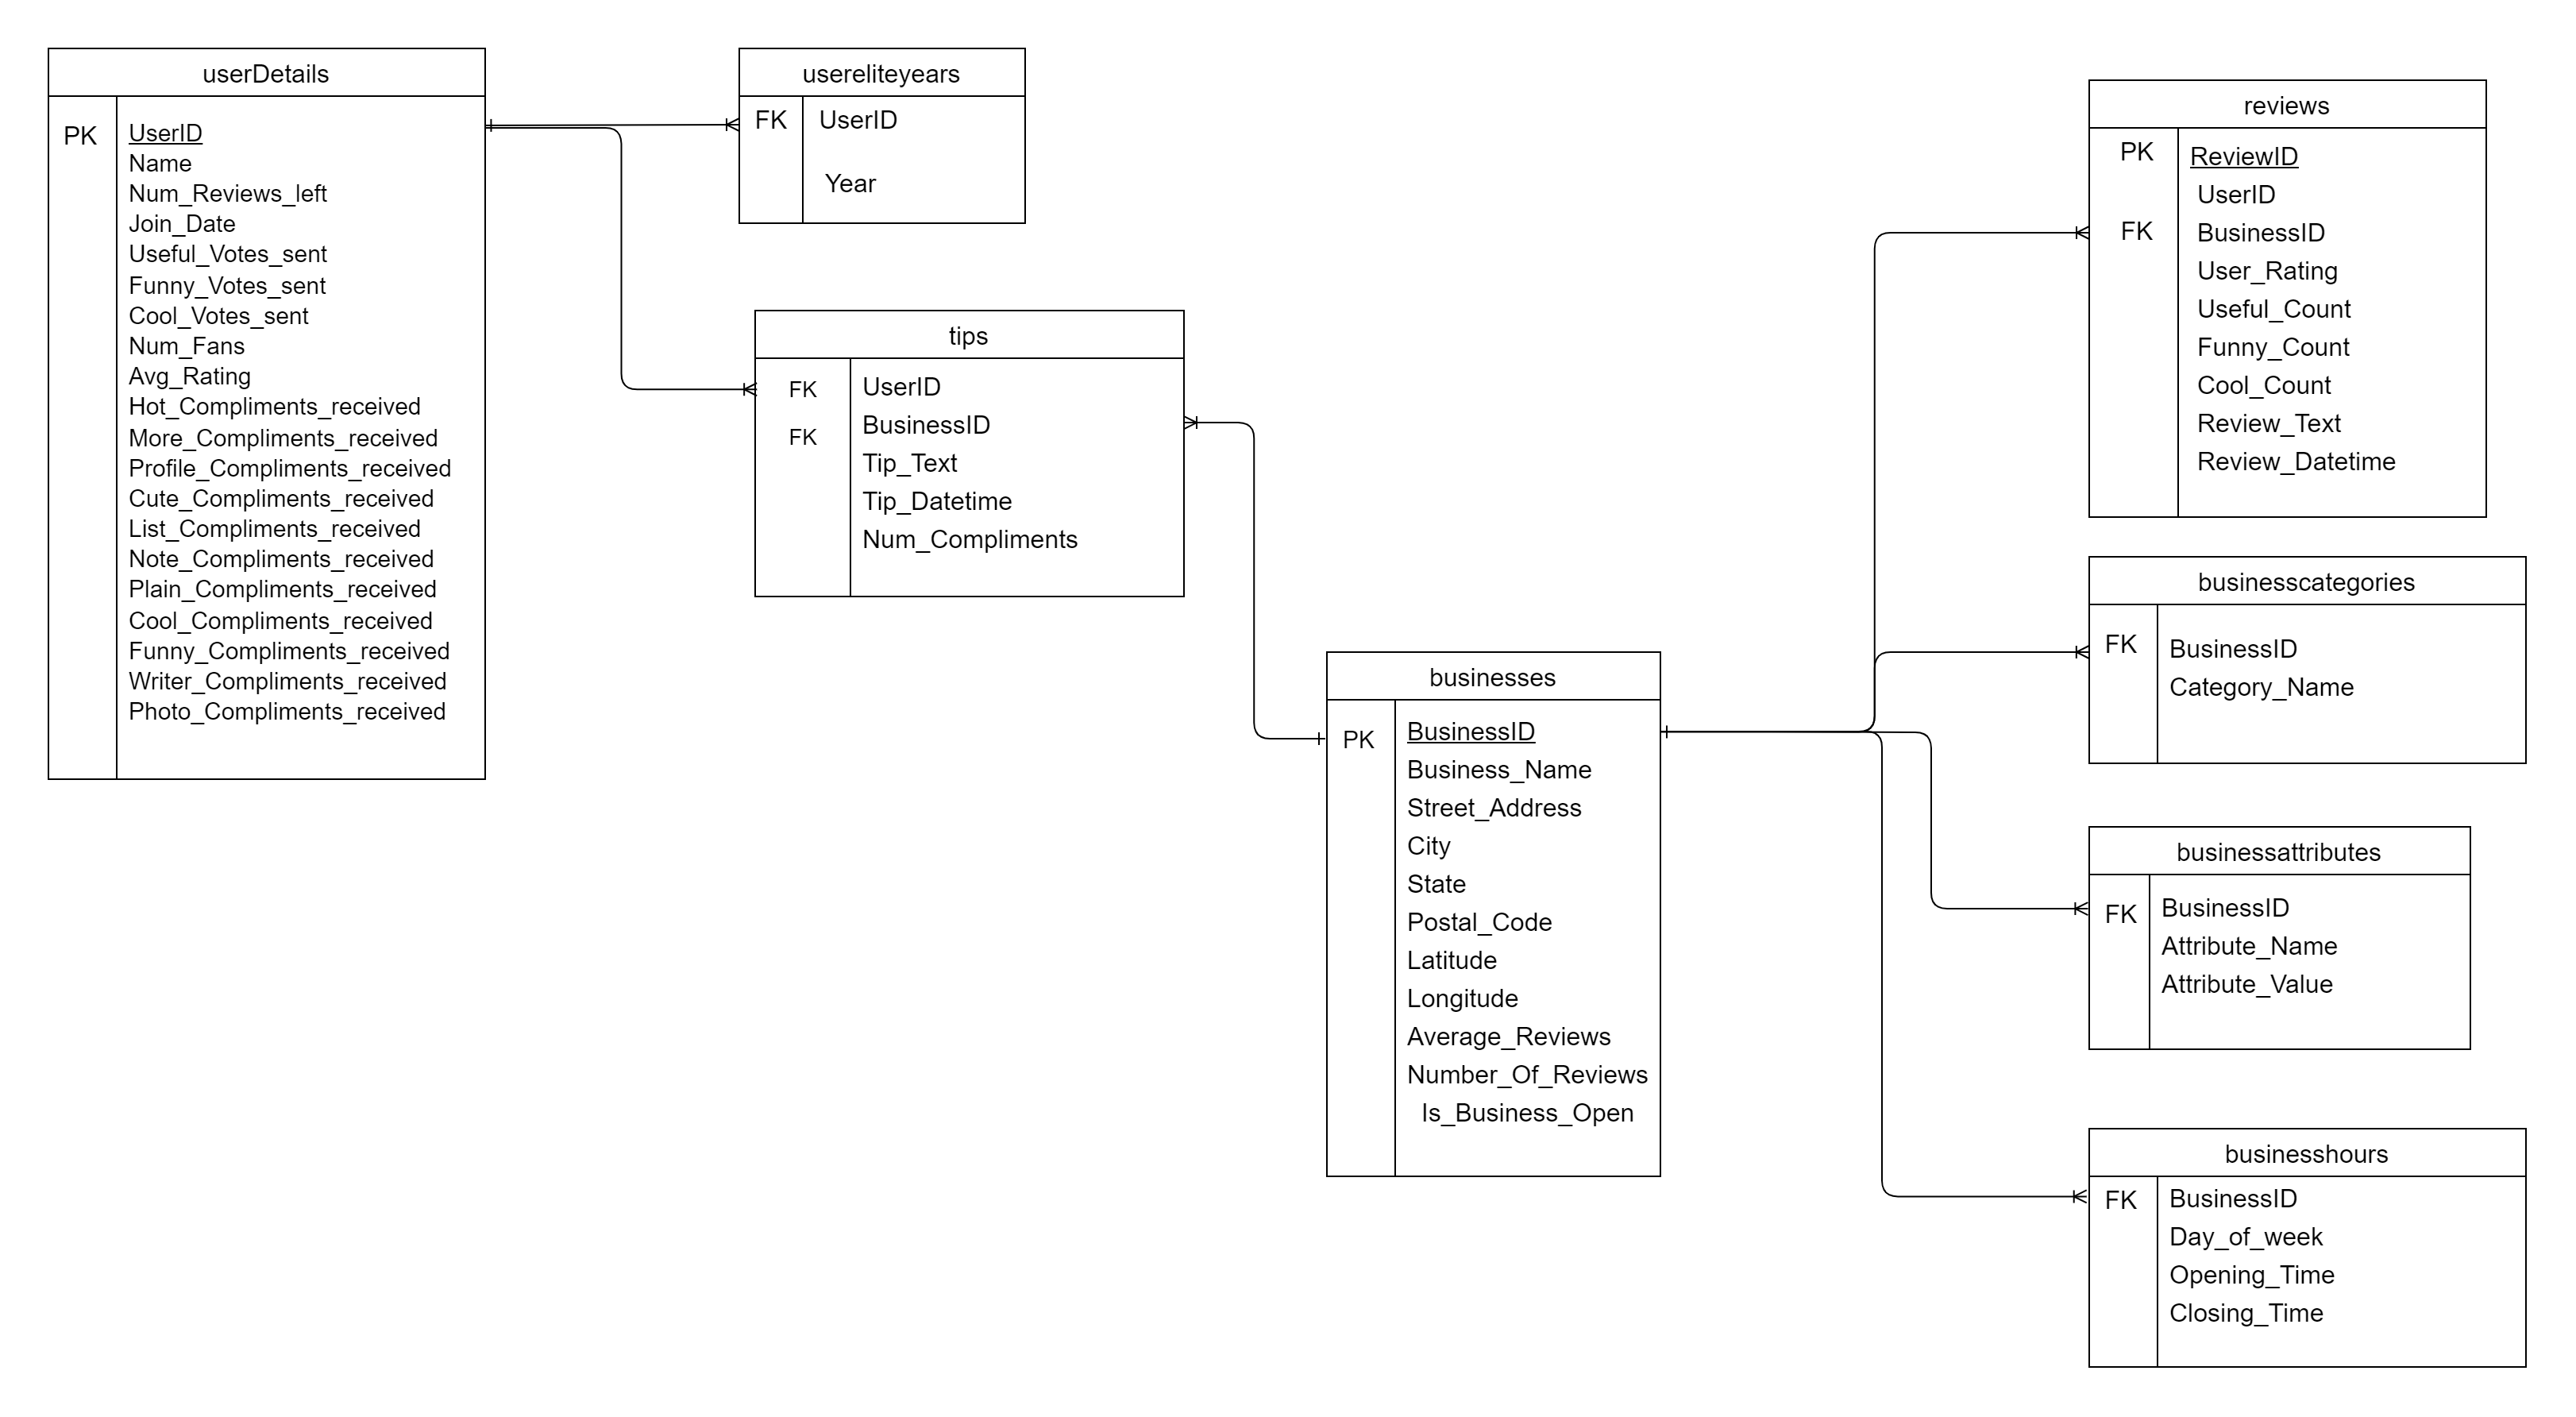 userDetails
PK
UserID
Name
Num_Reviews_left
Join_Date
Useful_Votes_sent
Funny_Votes_sent
Cool_Votes_sent
Num_Fans
Avg_Rating
Hot_Compliments_received
More_Compliments_received
Profile_Compliments_received
Cute_Compliments_received
List_Compliments_received
Note_Compliments_received
Plain_Compliments_received
Cool_Compliments_received
Funny_Compliments_received
Writer_Compliments_received
Photo_Compliments_received
usereliteyears
FK UserID
Year
tips
FK UserID
FK BusinessID
Tip_Text
Tip_Datetime
Num_Compliments
businesses
PK BusinessID
Business_Name
Street_Address
City
State
Postal_Code
Latitude
Longitude
Average_Reviews
Number_Of_Reviews
Is_Business_Open
reviews
PK ReviewID
UserID
FK BusinessID
User_Rating
Useful_Count
Funny_Count
Cool_Count
Review_Text
Review_Datetime
businesscategories
FK BusinessID
Category_Name
businessattributes
FK BusinessID
Attribute_Name
Attribute_Value
businesshours
FK BusinessID
Day_of_week
Opening_Time
Closing_Time